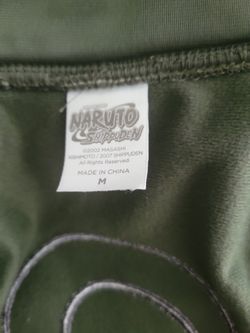 NARUTO
SHIPPUDEN
©2002 MASASHI
KISHIMOTO / 2007 SHIPPUDEN
All Rights Reserved.
MADE IN CHINA
M